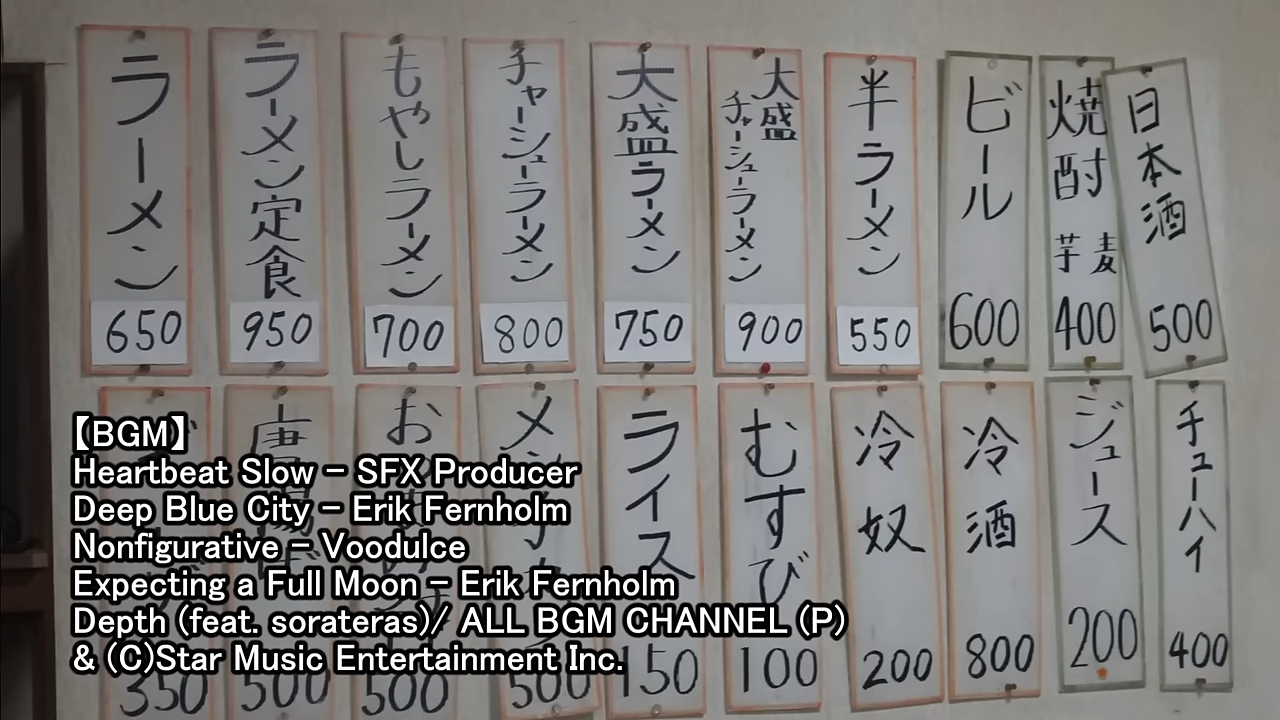 ラーメン
650
ラーメン定食
950
もやしラーメン
700
チャーシューラーメン
800
大盛ラーメン
750
大盛
チャーシューラーメン
900
半ラーメン
550
ビール
600
焼酎
芋 麦
400
日本酒
500
350
500
500
500
ライス
150
むすび
100
冷奴
200
冷酒
800
ジュース
200
チューハイ
400
【BGM】
Heartbeat Slow – SFX Producer
Deep Blue City – Erik Fernholm
Nonfigurative – Voodulce
Expecting a Full Moon – Erik Fernholm
Depth (feat. sorateras)/ ALL BGM CHANNEL (P)
& (C)Star Music Entertainment Inc.